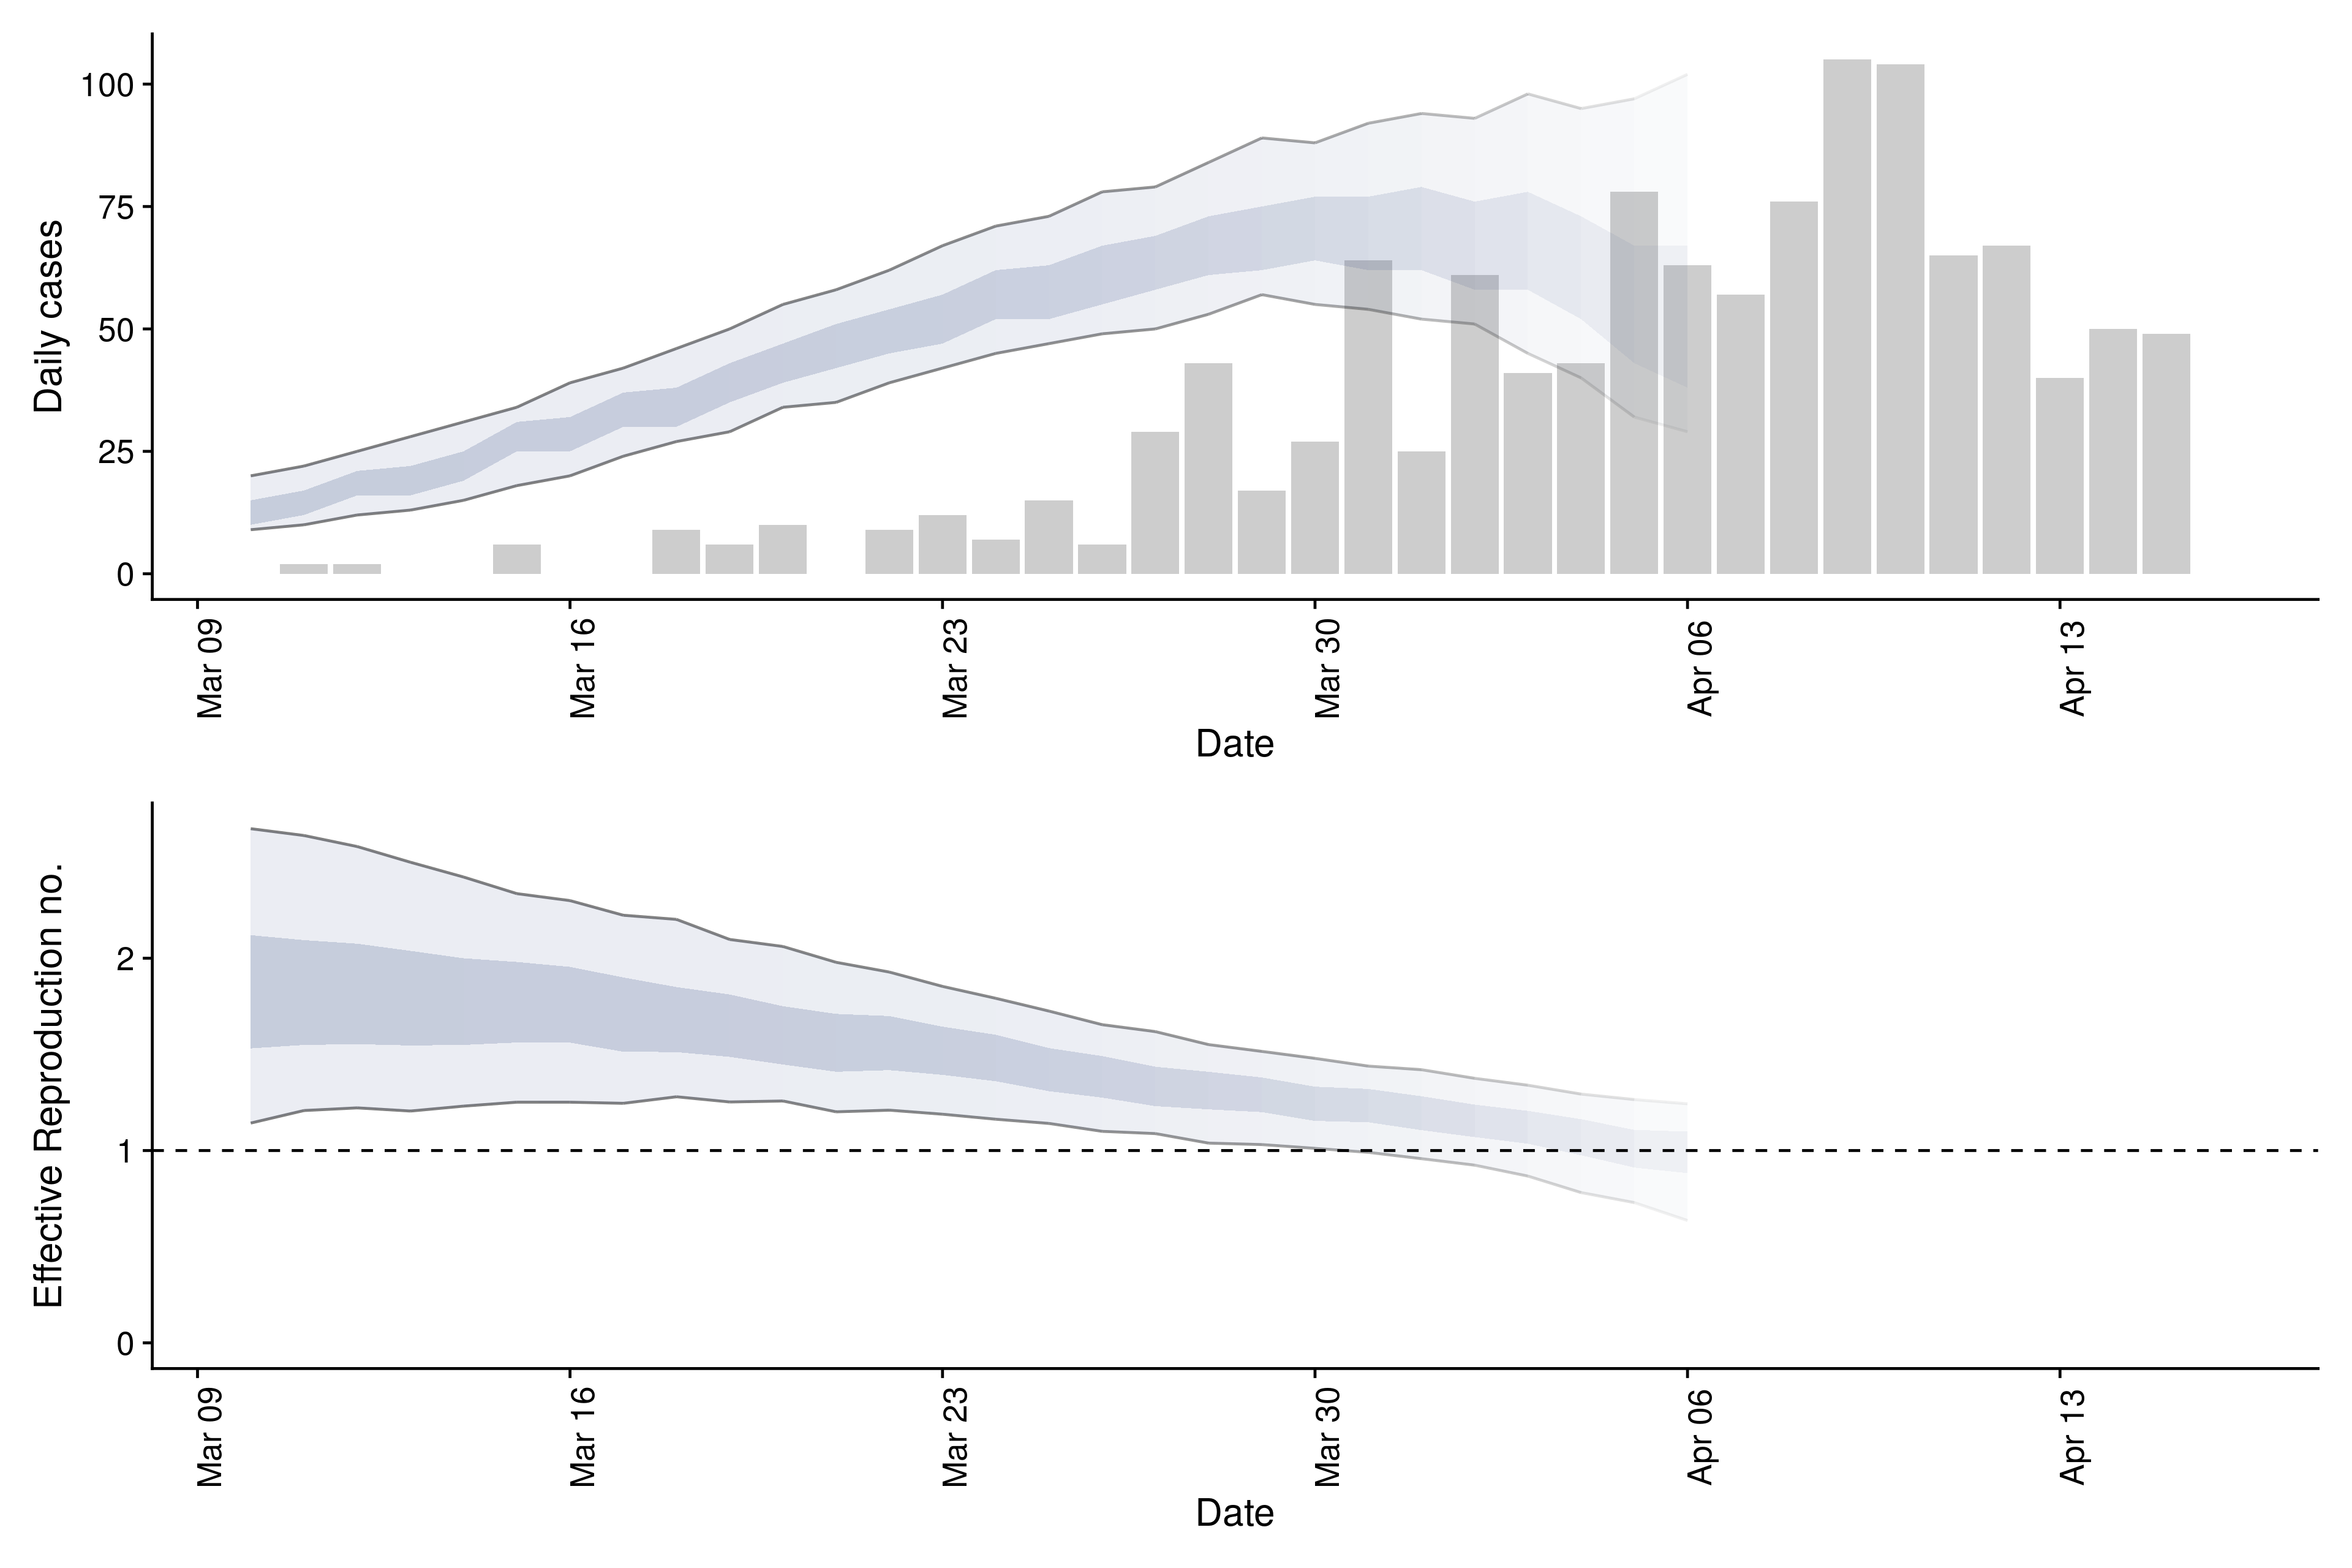 Daily cases
100
75
50
25
0
Mar 09
Mar 16
Mar 23
Mar 30
Apr 06
Apr 13
Date
Effective Reproduction no.
2
1
0
Mar 09
Mar 16
Mar 23
Mar 30
Apr 06
Apr 13
Date